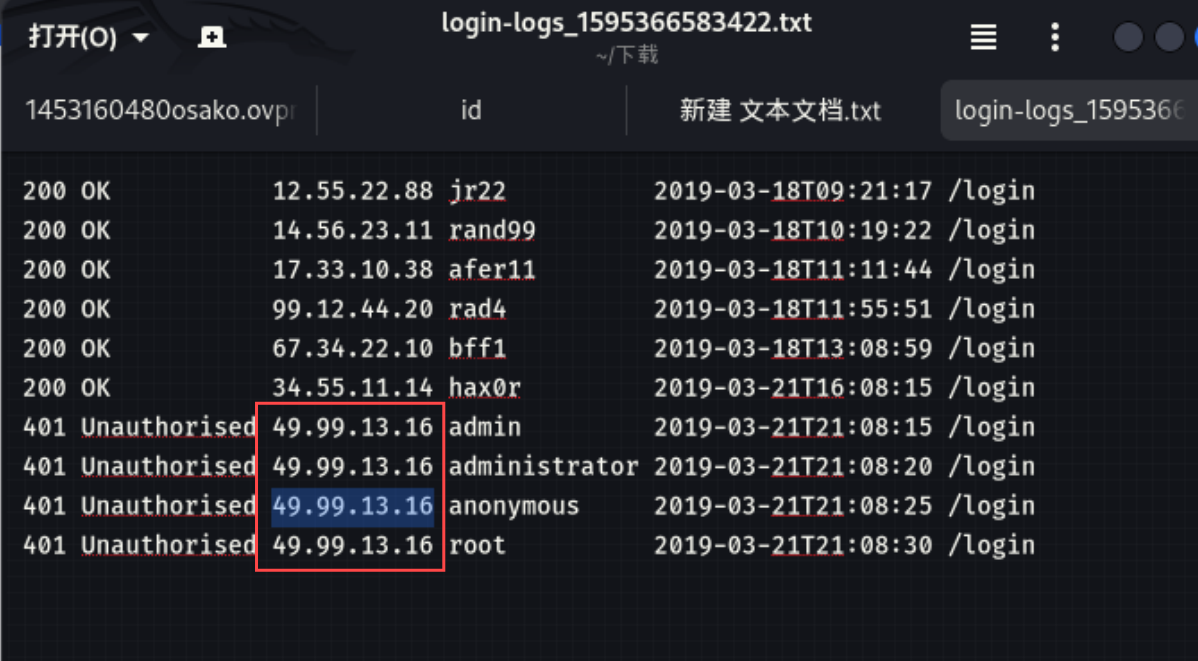 打开(O)
login-logs_1595366583422.txt
~/下载
1453160480osako.ovpn
id
新建 文本文档.txt
login-logs_1595366
200 OK 12.55.22.88 jr22 2019-03-18T09:21:17 /login
200 OK 14.56.23.11 rand99 2019-03-18T10:19:22 /login
200 OK 17.33.10.38 afer11 2019-03-18T11:11:44 /login
200 OK 99.12.44.20 rad4 2019-03-18T11:55:51 /login
200 OK 67.34.22.10 bff1 2019-03-18T13:08:59 /login
200 OK 34.55.11.14 hax0r 2019-03-21T16:08:15 /login
401 Unauthorised 49.99.13.16 admin 2019-03-21T21:08:15 /login
401 Unauthorised 49.99.13.16 administrator 2019-03-21T21:08:20 /login
401 Unauthorised 49.99.13.16 anonymous 2019-03-21T21:08:25 /login
401 Unauthorised 49.99.13.16 root 2019-03-21T21:08:30 /login